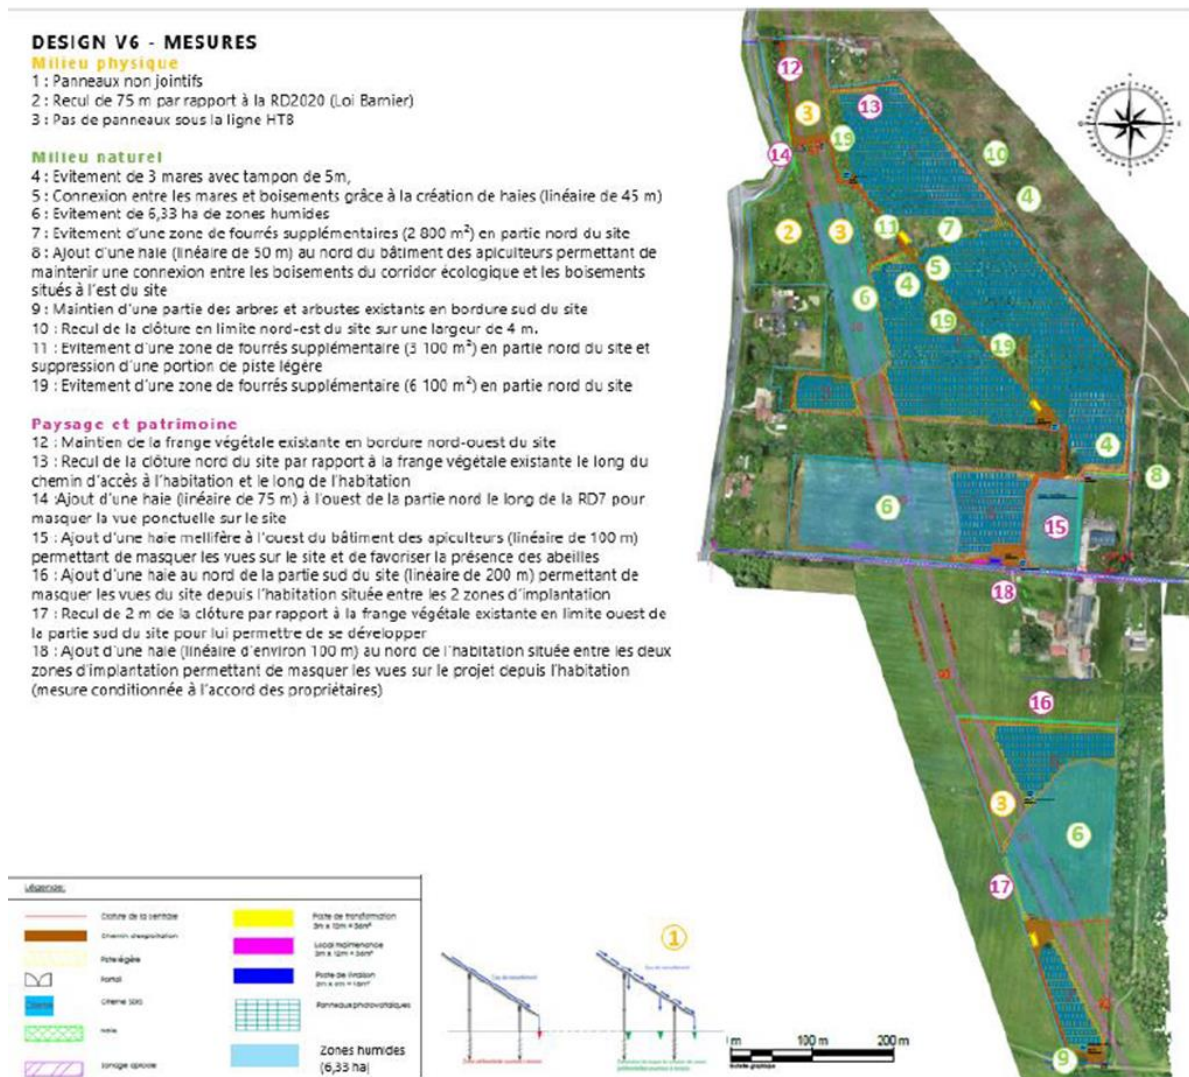 DESIGN V6 - MESURES
Milieu physique
1 : Panneaux non jointifs
2 : Recul de 75 m par rapport à la RD2020 (Loi Barnier)
3 : Pas de panneaux sous la ligne HTB
Milieu naturel
4 : Evitement de 3 mares avec tampon de 5m,
5 : Connexion entre les mares et boisements grâce à la création de haies (linéaire de 45 m)
6 : Evitement de 6,33 ha de zones humides
7 : Evitement d'une zone de fourrés supplémentaires (2 800 m²) en partie nord du site
8 : Ajout d'une haie (linéaire de 50 m) au nord du bâtiment des apiculteurs permettant de
maintenir une connexion entre les boisements du corridor écologique et les boisements
situés à l'est du site
9 : Maintien d'une partie des arbres et arbustes existants en bordure sud du site
10 : Recul de la clôture en limite nord-est du site sur une largeur de 4 m.
11 : Evitement d'une zone de fourrés supplémentaire (3 100 m²) en partie nord du site et
suppression d'une portion de piste légère
19 : Evitement d'une zone de fourrés supplémentaire (6 100 m²) en partie nord du site
Paysage et patrimoine
12 : Maintien de la frange végétale existante en bordure nord-ouest du site
13 : Recul de la clôture nord du site par rapport à la frange végétale existante le long du
chemin d'accès à l'habitation et le long de l'habitation
14 :Ajout d'une haie (linéaire de 75 m) à l'ouest de la partie nord le long de la RD7 pour
masquer la vue ponctuelle sur le site
15 : Ajout d'une haie mellifère à l'ouest du bâtiment des apiculteurs (linéaire de 100 m)
permettant de masquer les vues sur le site et de favoriser la présence des abeilles
16 : Ajout d'une haie au nord de la partie sud du site (linéaire de 200 m) permettant de
masquer les vues du site depuis l'habitation située entre les 2 zones d'implantation
17 : Recul de 2 m de la clôture par rapport à la frange végétale existante en limite ouest de
la partie sud du site pour lui permettre de se développer
18 : Ajout d'une haie (linéaire d'environ 100 m) au nord de l'habitation située entre les deux
zones d'implantation permettant de masquer les vues sur le projet depuis l'habitation
(mesure conditionnée à l'accord des propriétaires)
12
3
13
19
14
10
4
2
3
11
7
5
4
6
19
19
4
8
6
15
18
16
3
6
17
9
Légende:
Clôture de la centrale
Chemin d'exploitation
Piste légère
Portail
Citerne SDIS
Haie
Poste de transformation
Local maintenance
Poste de livraison
Panneaux photovoltaïques
Zones humides
(6,33 ha)
1
m
100 m
200 m